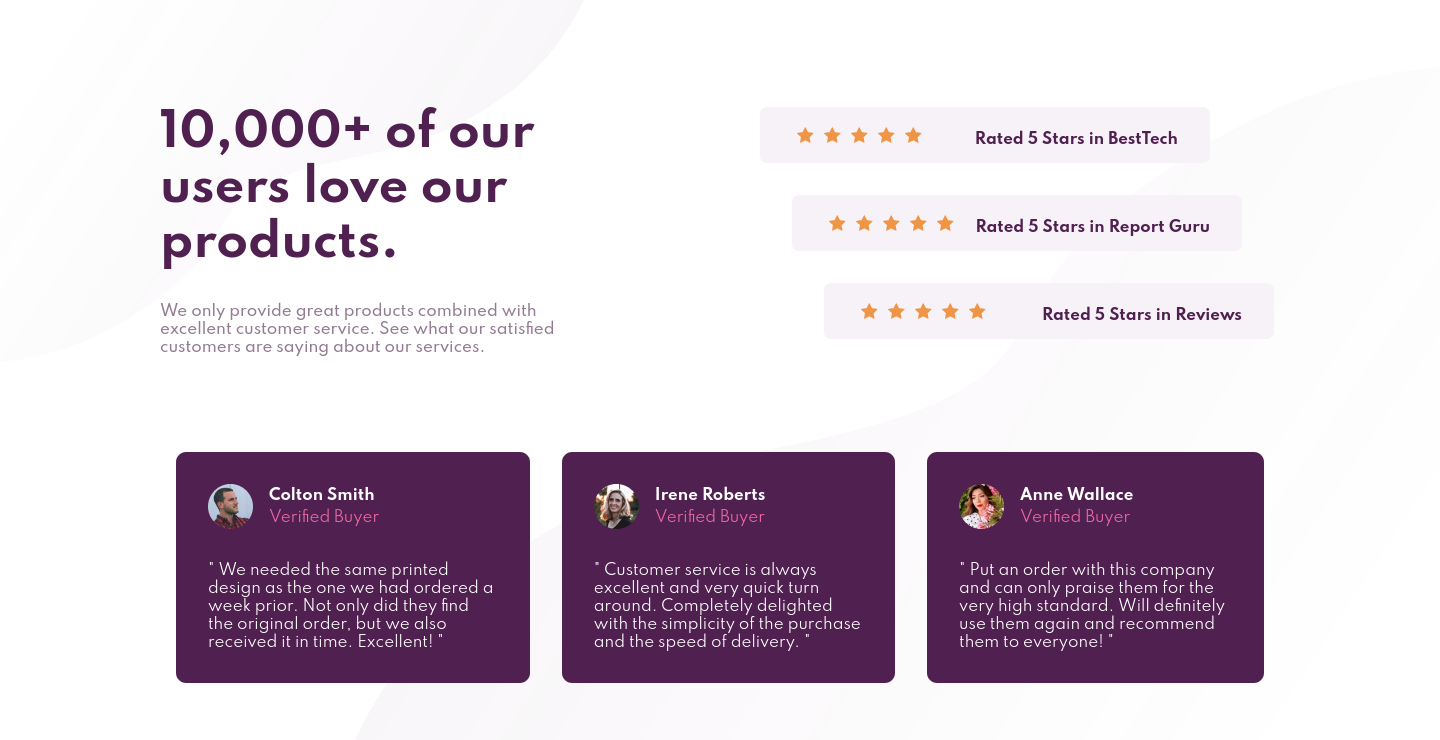 10,000+ of our
users love our
products.
We only provide great products combined with
excellent customer service. See what our satisfied
customers are saying about our services.
Rated 5 Stars in BestTech
Rated 5 Stars in Report Guru
Rated 5 Stars in Reviews
Colton Smith
Verified Buyer
" We needed the same printed
design as the one we had ordered a
week prior. Not only did they find
the original order, but we also
received it in time. Excellent! "
Irene Roberts
Verified Buyer
" Customer service is always
excellent and very quick turn
around. Completely delighted
with the simplicity of the purchase
and the speed of delivery. "
Anne Wallace
Verified Buyer
" Put an order with this company
and can only praise them for the
very high standard. Will definitely
use them again and recommend
them to everyone! "